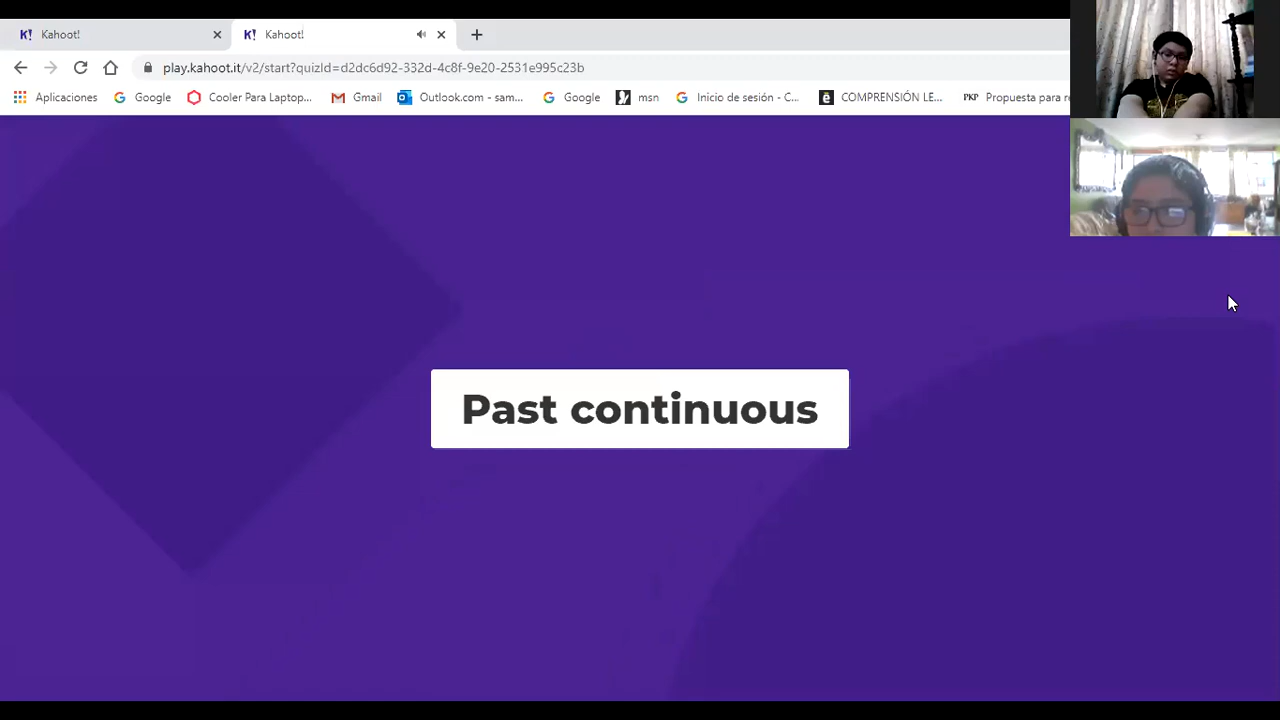 K! Kahoot!
K! Kahoot!
play.kahoot.it/v2/start?quizId=d2dc6d92-332d-4c8f-9e20-2531e995c23b
Aplicaciones Google Cooler Para Laptop... Gmail Outlook.com - sam... Google msn Inicio de sesión - C... COMPRENSIÓN LE... PKP Propuesta para re
Past continuous